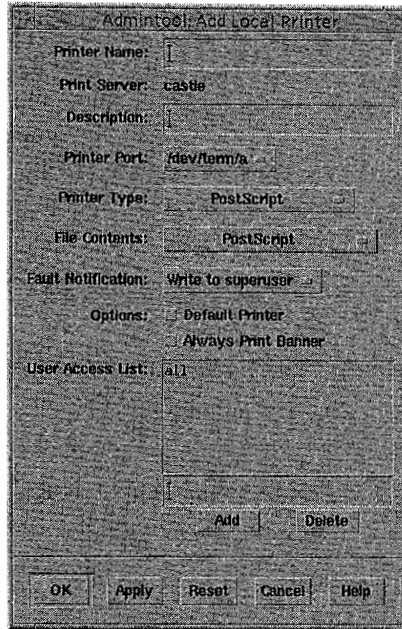 Admintool: Add Local Printer
Printer Name:
Print Server: castle
Description:
Printer Port: /dev/term/a
Printer Type: PostScript
File Contents: PostScript
Fault Notification: Write to superuser
Options: Default Printer
Always Print Banner
User Access List: all
Add Delete
OK Apply Reset Cancel Help